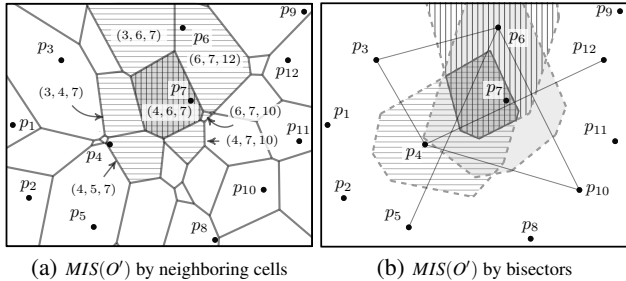 p9
(3, 6, 7)
p6
p3
(6, 7, 12)
p12
(3, 4, 7)
p7
(4, 6, 7)
(6, 7, 10)
p1
p11
p4
(4, 7, 10)
(4, 5, 7)
p2
p10
p5
p8
(a) MIS(O′) by neighboring cells
p9
p6
p3
p12
p7
p1
p11
p4
p2
p10
p5
p8
(b) MIS(O′) by bisectors